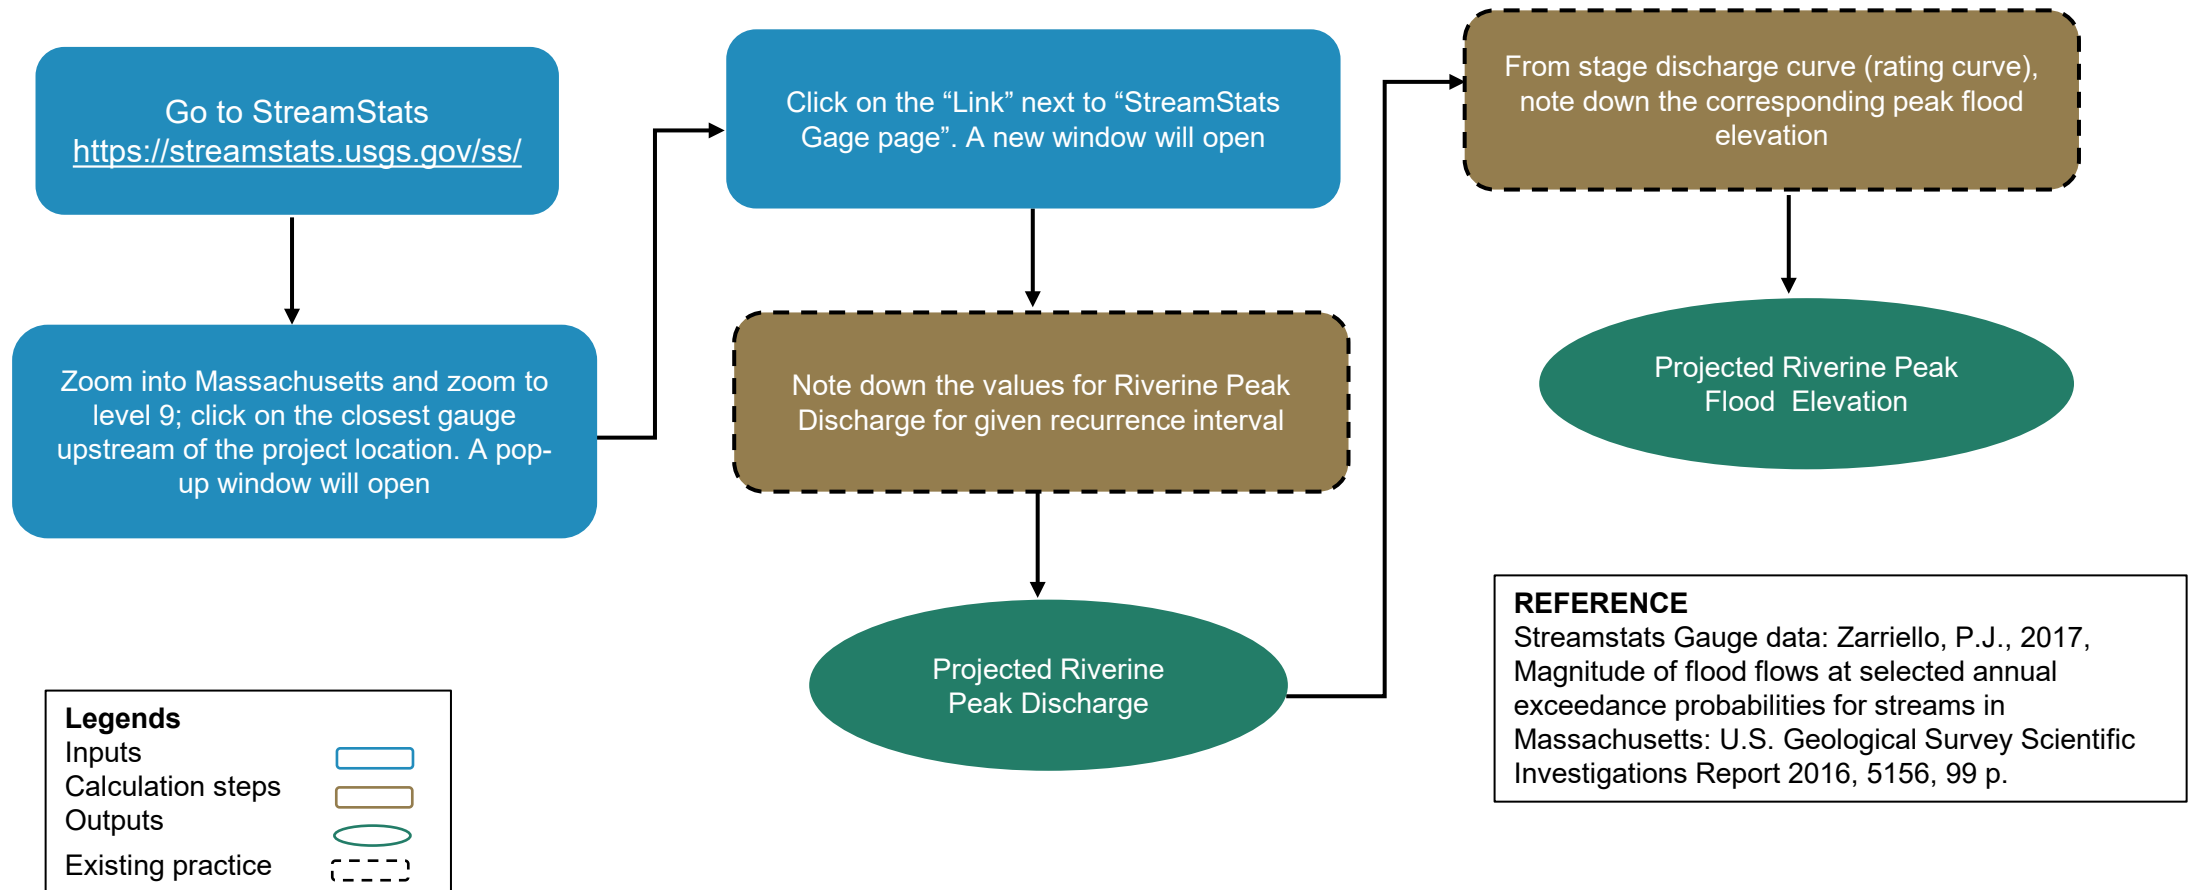 Go to StreamStats
https://streamstats.usgs.gov/ss/
Zoom into Massachusetts and zoom to
level 9; click on the closest gauge
upstream of the project location. A pop-
up window will open
Click on the “Link” next to “StreamStats
Gage page”. A new window will open
Note down the values for Riverine Peak
Discharge for given recurrence interval
Projected Riverine
Peak Discharge
From stage discharge curve (rating curve),
note down the corresponding peak flood
elevation
Projected Riverine Peak
Flood  Elevation
Legends
Inputs
Calculation steps
Outputs
Existing practice
REFERENCE
Streamstats Gauge data: Zarriello, P.J., 2017,
Magnitude of flood flows at selected annual
exceedance probabilities for streams in
Massachusetts: U.S. Geological Survey Scientific
Investigations Report 2016, 5156, 99 p.